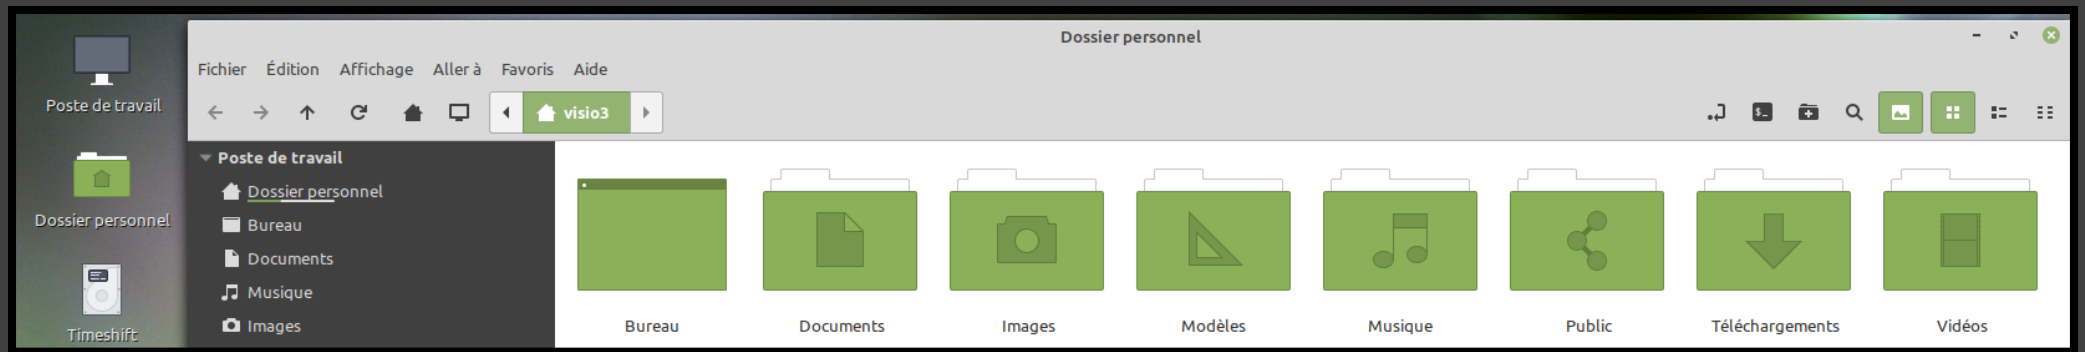 Poste de travail
Dossier personnel
Timeshift
Dossier personnel
Fichier Édition Affichage Aller à Favoris Aide
visio3
Poste de travail
Dossier personnel
Bureau
Documents
Musique
Images
Bureau Documents Images Modèles Musique Public Téléchargements Vidéos